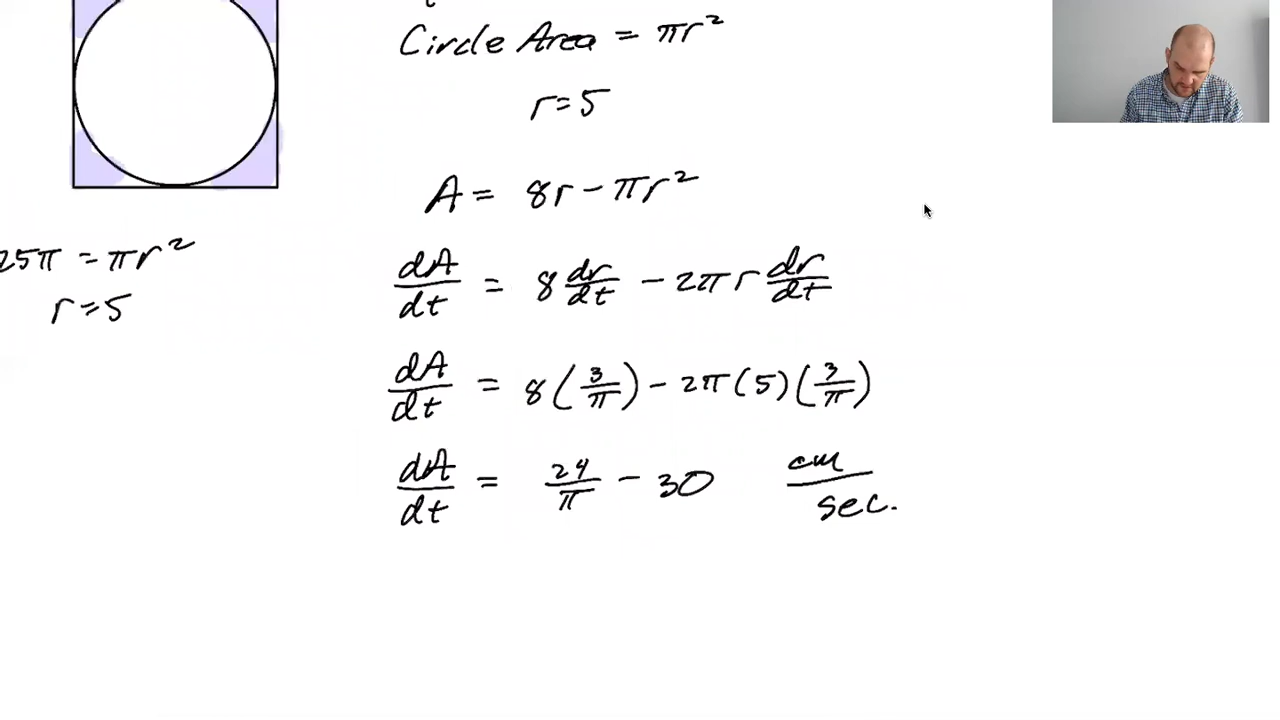 Circle Area = πr²
r=5
A = 8r − πr²
25π = πr²
r=5
dA/dt = 8 dr/dt − 2πr dr/dt
dA/dt = 8(3/π) − 2π(5)(3/π)
dA/dt = 24/π − 30 cm/sec.